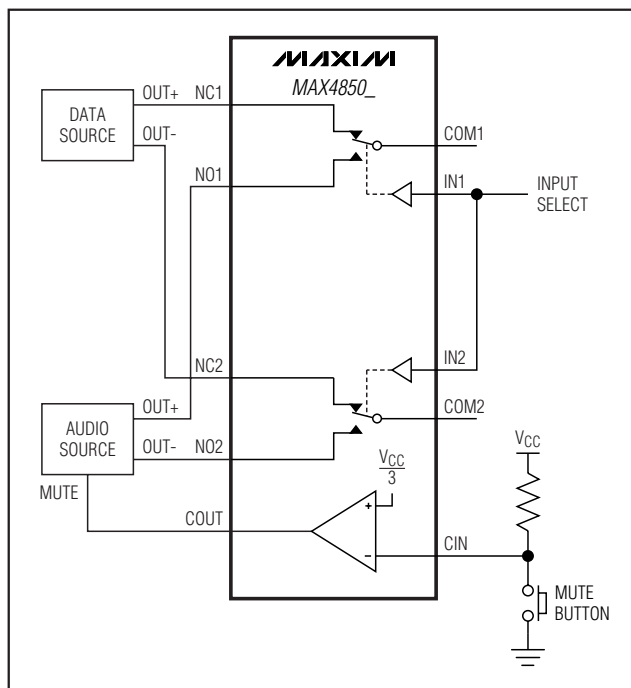 MAXIM
MAX4850_
DATA
SOURCE
OUT+
NC1
OUT-
COM1
NO1
IN1
INPUT
SELECT
NC2
IN2
COM2
AUDIO
SOURCE
OUT+
OUT-
NO2
MUTE
COUT
VCC
3
+
-
CIN
VCC
MUTE
BUTTON